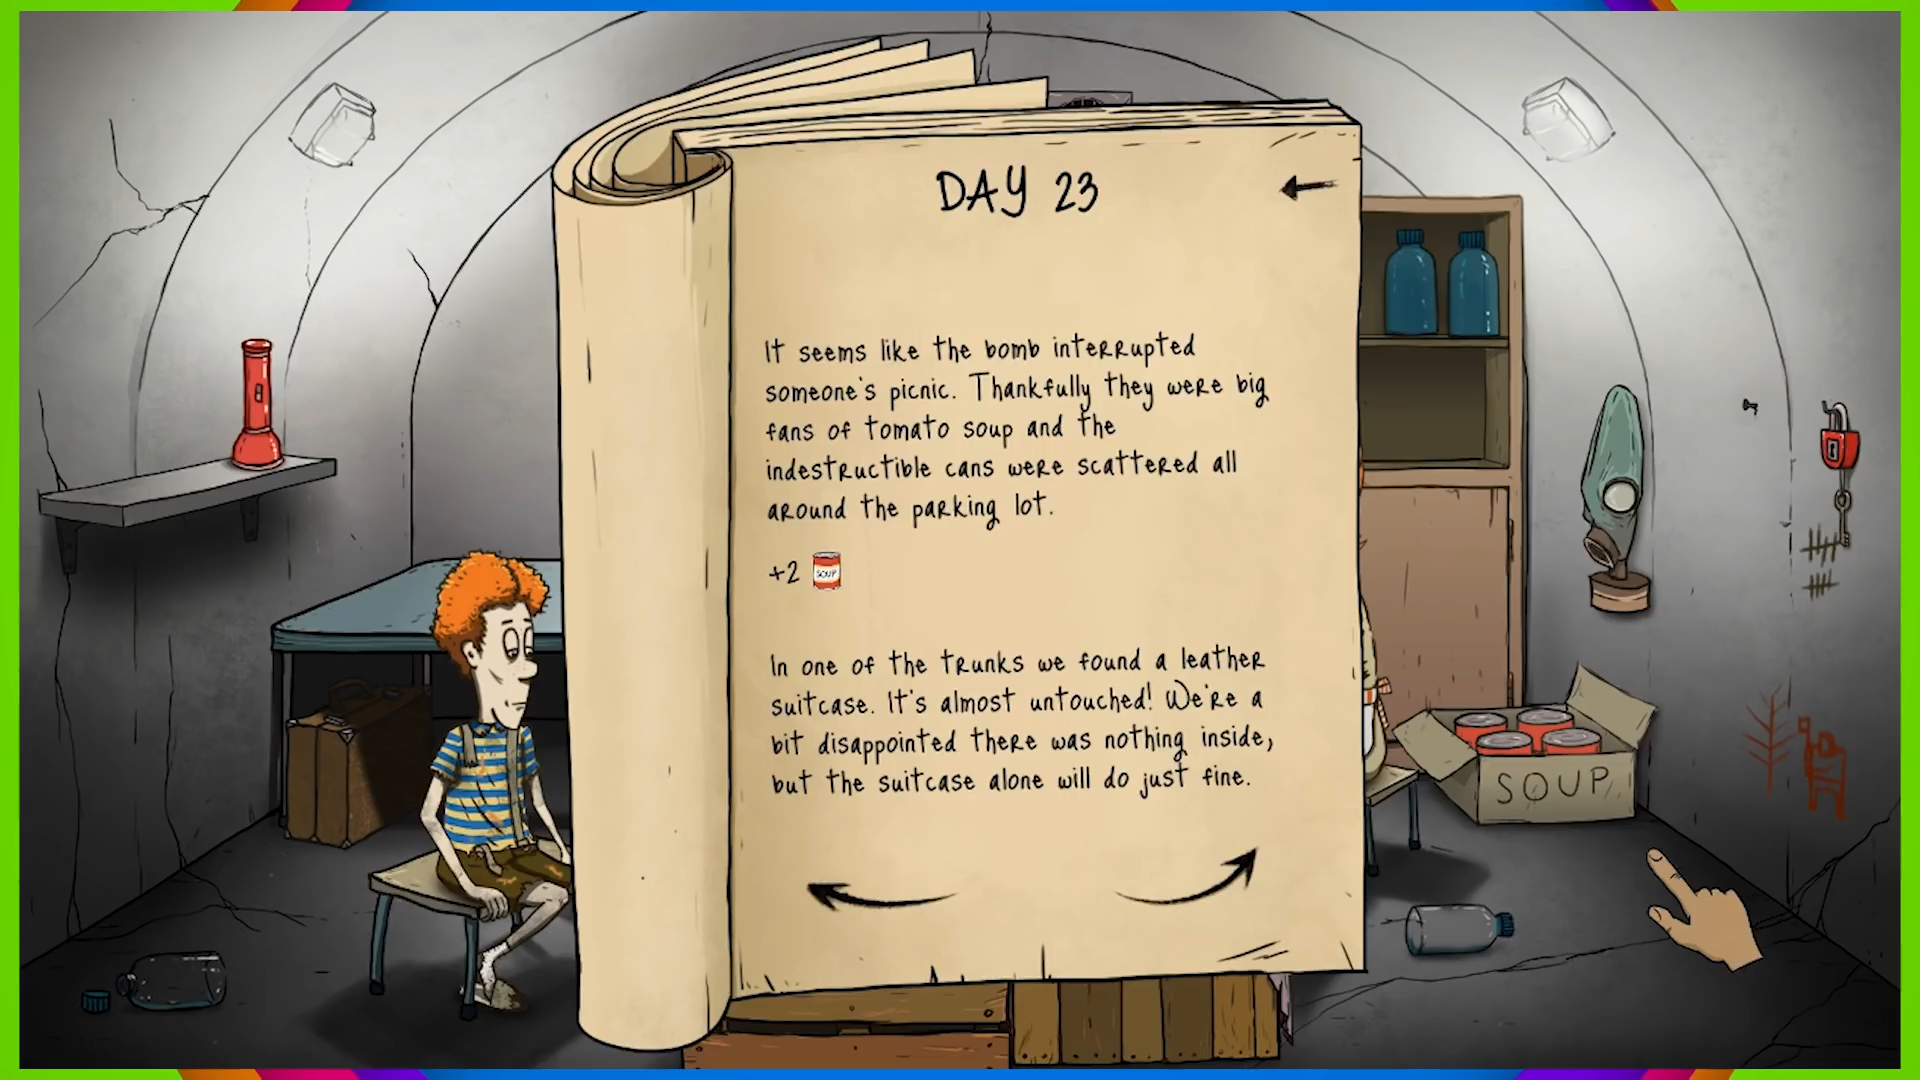 DAY 23
It seems like the bomb interrupted
someone's picnic. Thankfully they were big
fans of tomato soup and the
indestructible cans were scattered all
around the parking lot.
+2 SOUP
In one of the trunks we found a leather
suitcase. It's almost untouched! We're a
bit disappointed there was nothing inside,
but the suitcase alone will do just fine.
SOUP